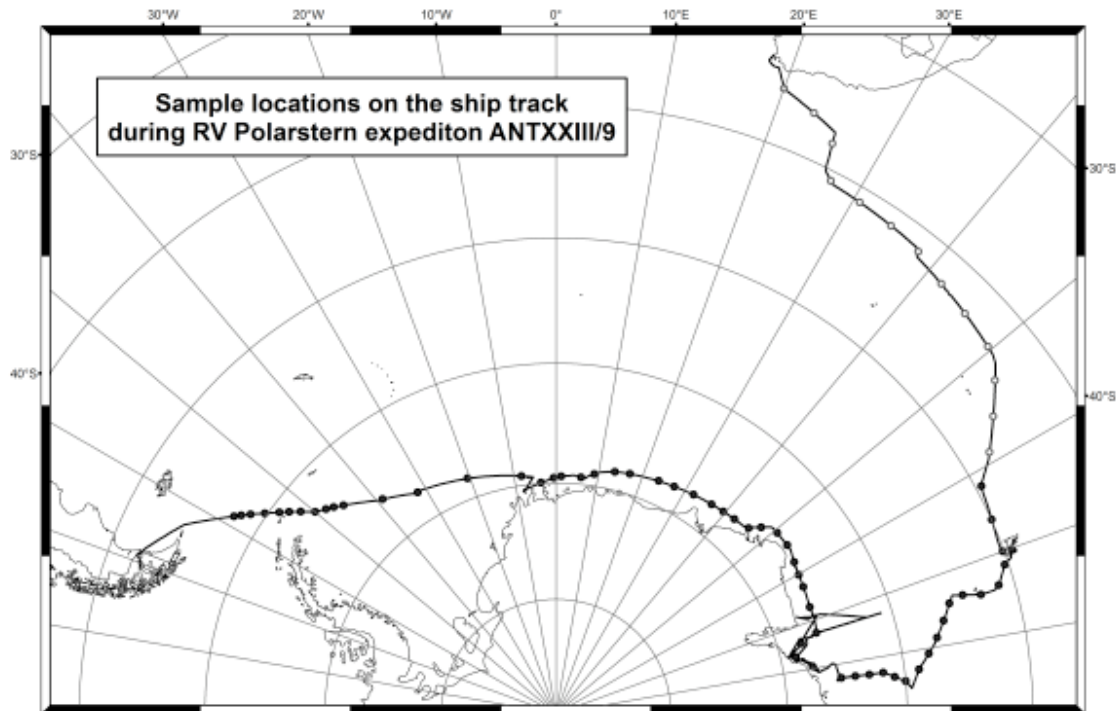 30°W 20°W 10°W 0° 10°E 20°E 30°E
Sample locations on the ship track
during RV Polarstern expediton ANTXXIII/9
30°S 30°S
40°S 40°S